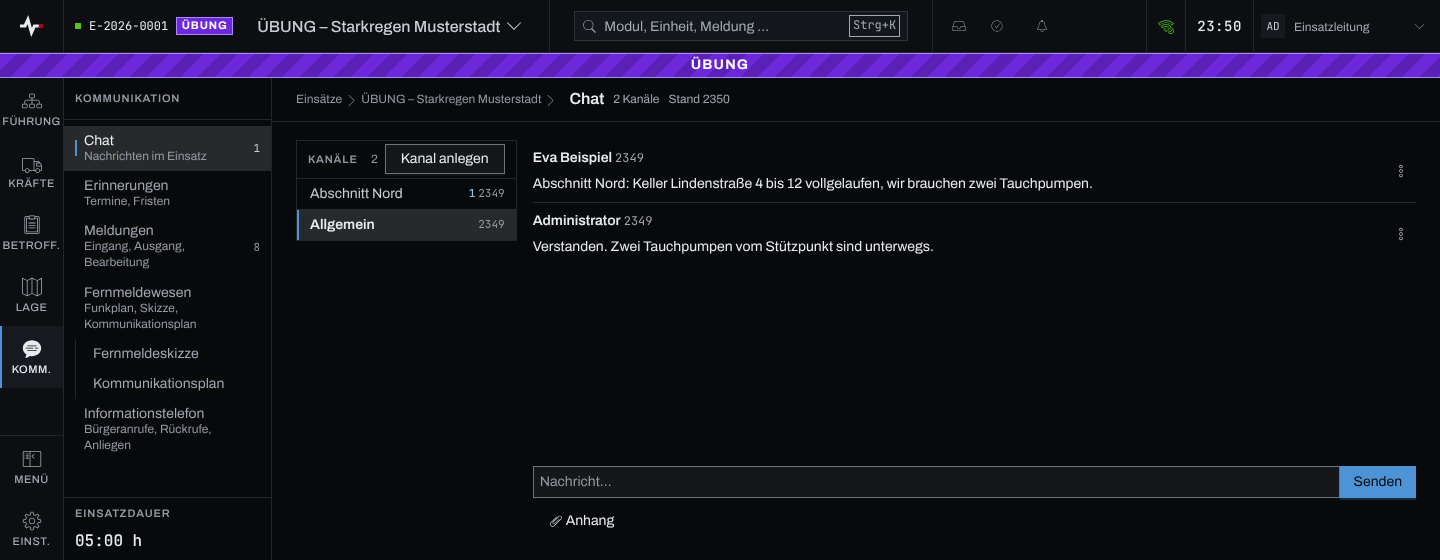 E-2026-0001 ÜBUNG ÜBUNG – Starkregen Musterstadt Modul, Einheit, Meldung ... Strg+K 23:50 AD Einsatzleitung
ÜBUNG
FÜHRUNG
KRÄFTE
BETROFF.
LAGE
KOMM.
MENÜ
EINST.
KOMMUNIKATION
Chat
Nachrichten im Einsatz
1
Erinnerungen
Termine, Fristen
Meldungen
Eingang, Ausgang,
Bearbeitung
8
Fernmeldewesen
Funkplan, Skizze,
Kommunikationsplan
Fernmeldeskizze
Kommunikationsplan
Informationstelefon
Bürgeranrufe, Rückrufe,
Anliegen
EINSATZDAUER
05:00 h
Einsätze ÜBUNG – Starkregen Musterstadt Chat 2 Kanäle Stand 2350
KANÄLE 2 Kanal anlegen
Abschnitt Nord 1 2349
Allgemein 2349
Eva Beispiel 2349
Abschnitt Nord: Keller Lindenstraße 4 bis 12 vollgelaufen, wir brauchen zwei Tauchpumpen.
Administrator 2349
Verstanden. Zwei Tauchpumpen vom Stützpunkt sind unterwegs.
Nachricht... Senden
Anhang